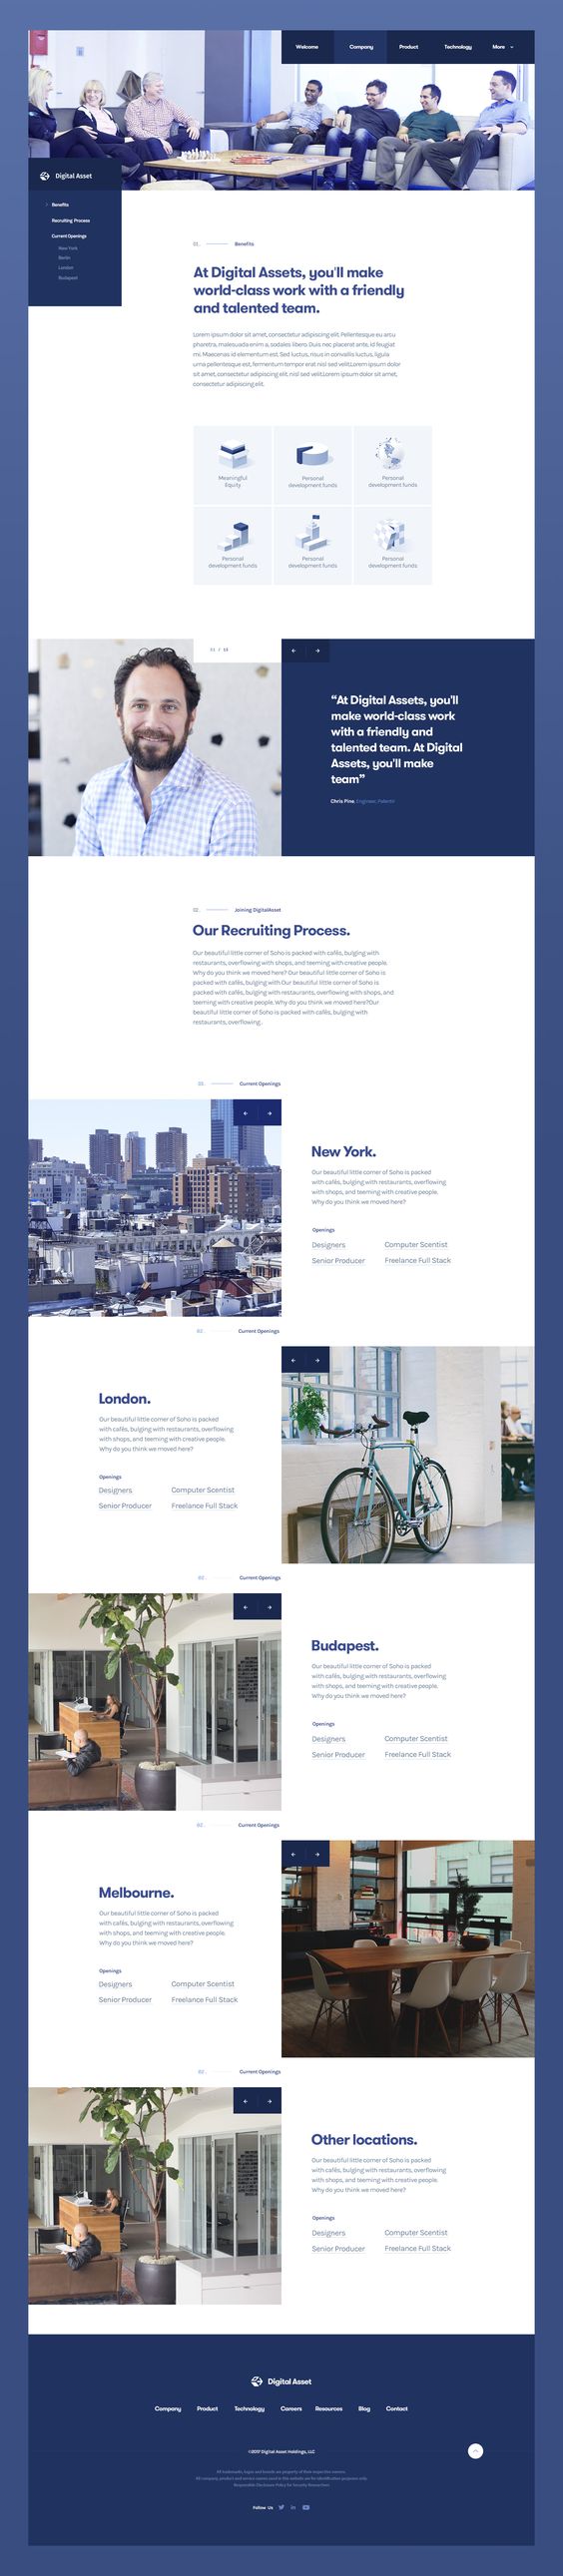 Welcome
Company
Product
Technology
More
Digital Asset
Benefits
Recruiting Process
Current Openings
New York
Berlin
London
Budapest
01. Benefits
At Digital Assets, you'll make
world-class work with a friendly
and talented team.
Lorem ipsum dolor sit amet, consectetur adipiscing elit. Pellentesque eu arcu
pharetra, malesuada enim a, sodales libero. Duis nec placerat ante, id feugiat
mi. Maecenas id elementum est. Sed luctus, risus in convallis luctus, ligula
urna pellentesque est, fermentum tempor erat nisl sed velit.Lorem ipsum dolor
sit amet, consectetur adipiscing elit. nisl sed velit.Lorem ipsum dolor sit amet,
consectetur adipiscing elit.
Meaningful
Equity
Personal
development funds
Personal
development funds
Personal
development funds
Personal
development funds
Personal
development funds
“At Digital Assets, you'll
make world-class work
with a friendly and
talented team. At Digital
Assets, you'll make
team”
Chris Pine,
02. Joining DigitalAsset
Our Recruiting Process.
Our beautiful little corner of Soho is packed with cafés, bulging with
restaurants, overflowing with shops, and teeming with creative people.
Why do you think we moved here? Our beautiful little corner of Soho is
packed with cafés, bulging with Our beautiful little corner of Soho is
packed with cafés, bulging with restaurants, overflowing with shops, and
teeming with creative people. Why do you think we moved here?Our
beautiful little corner of Soho is packed with cafés, bulging with
restaurants, overflowing .
Current Openings
New York.
Our beautiful little corner of Soho is packed
with cafés, bulging with restaurants, overflowing
with shops, and teeming with creative people.
Why do you think we moved here?
Openings
Designers
Computer Scentist
Senior Producer
Freelance Full Stack
Current Openings
London.
Our beautiful little corner of Soho is packed
with cafés, bulging with restaurants, overflowing
with shops, and teeming with creative people.
Why do you think we moved here?
Openings
Designers
Computer Scentist
Senior Producer
Freelance Full Stack
Current Openings
Budapest.
Our beautiful little corner of Soho is packed
with cafés, bulging with restaurants, overflowing
with shops, and teeming with creative people.
Why do you think we moved here?
Openings
Designers
Computer Scentist
Senior Producer
Freelance Full Stack
Current Openings
Melbourne.
Our beautiful little corner of Soho is packed
with cafés, bulging with restaurants, overflowing
with shops, and teeming with creative people.
Why do you think we moved here?
Openings
Designers
Computer Scentist
Senior Producer
Freelance Full Stack
Current Openings
Other locations.
Our beautiful little corner of Soho is packed
with cafés, bulging with restaurants, overflowing
with shops, and teeming with creative people.
Why do you think we moved here?
Openings
Designers
Computer Scentist
Senior Producer
Freelance Full Stack
Digital Asset
Company
Product
Technology
Careers
Resources
Blog
Contact
©2017 Digital Asset Holdings, LLC
Follow Us